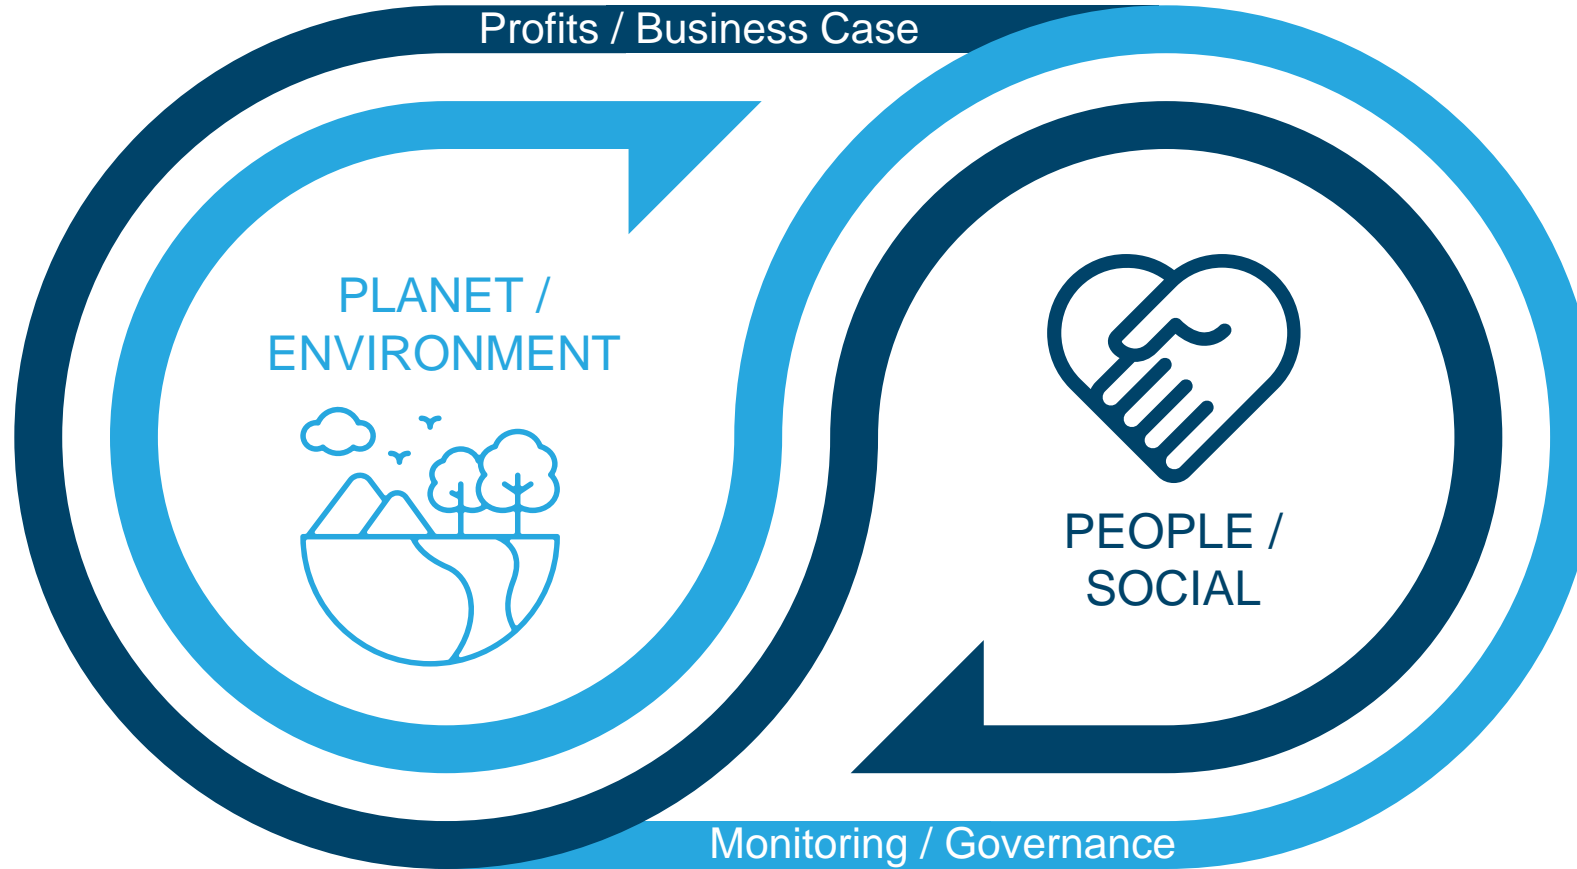 Profits / Business Case
PLANET /
ENVIRONMENT
PEOPLE /
SOCIAL
Monitoring / Governance